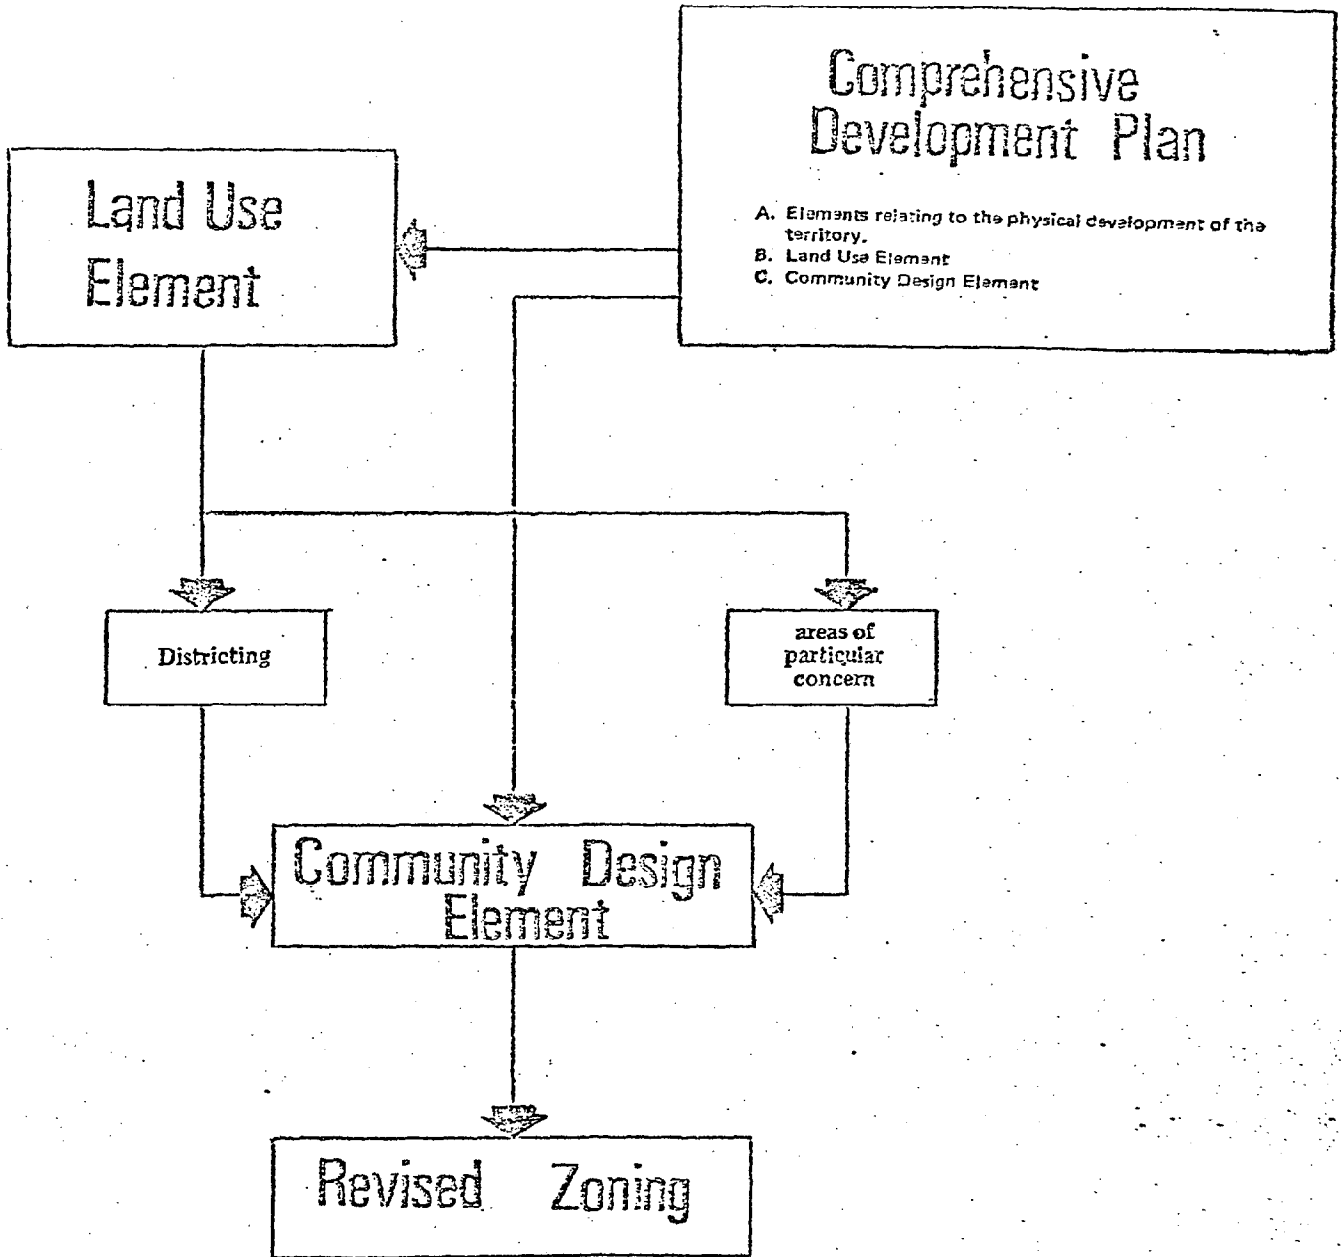 Comprehensive
Development Plan
A. Elements relating to the physical development of the
territory.
B. Land Use Element
C. Community Design Element
Land Use
Element
Districting
areas of
particular
concern
Community Design
Element
Revised Zoning